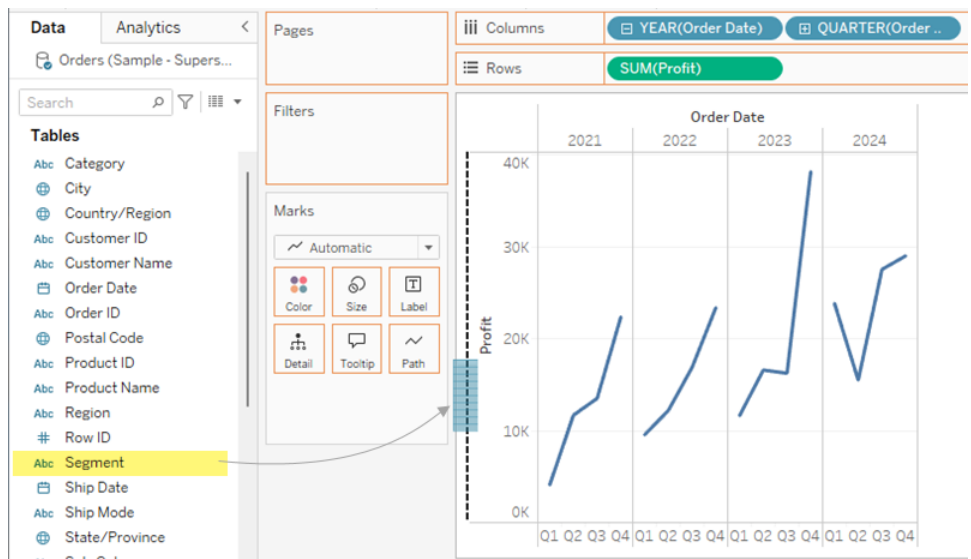 Data
Analytics
Orders (Sample - Supers...
Search
Tables
Abc Category
City
Country/Region
Abc Customer ID
Abc Customer Name
Order Date
Abc Order ID
Postal Code
Abc Product ID
Abc Product Name
Abc Region
# Row ID
Abc Segment
Ship Date
Abc Ship Mode
State/Province
Pages
Filters
Marks
Automatic
Color Size Label
Detail Tooltip Path
Columns YEAR(Order Date) QUARTER(Order ..
Rows SUM(Profit)
Order Date
2021 2022 2023 2024
Profit
40K
30K
20K
10K
0K
Q1 Q2 Q3 Q4 Q1 Q2 Q3 Q4 Q1 Q2 Q3 Q4 Q1 Q2 Q3 Q4